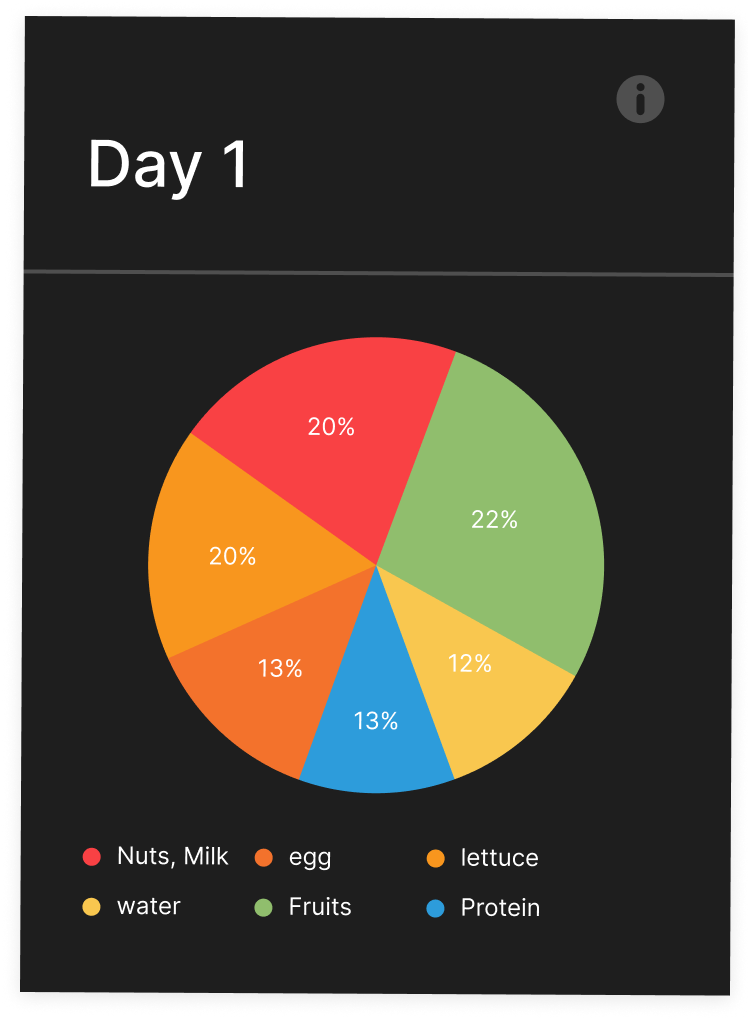 Day 1
20%
22%
20%
12%
13%
13%
Nuts, Milk egg lettuce
water Fruits Protein